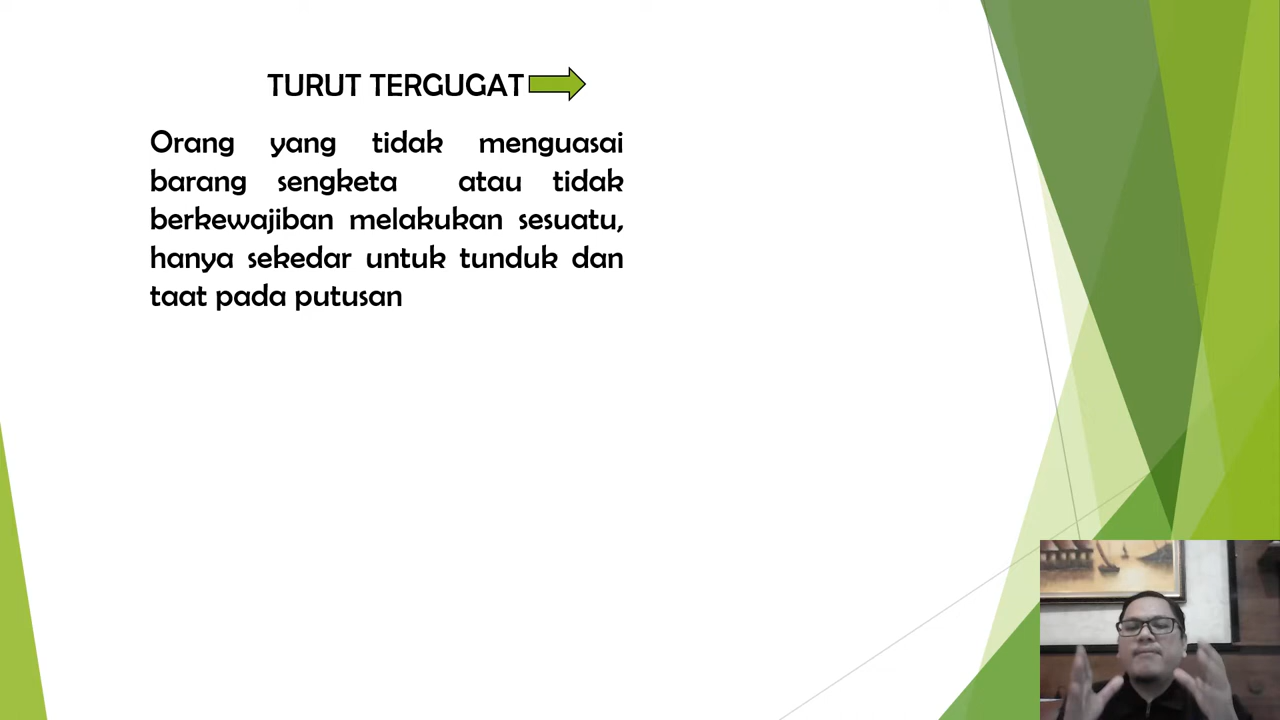 TURUT TERGUGAT
Orang yang tidak menguasai
barang sengketa atau tidak
berkewajiban melakukan sesuatu,
hanya sekedar untuk tunduk dan
taat pada putusan